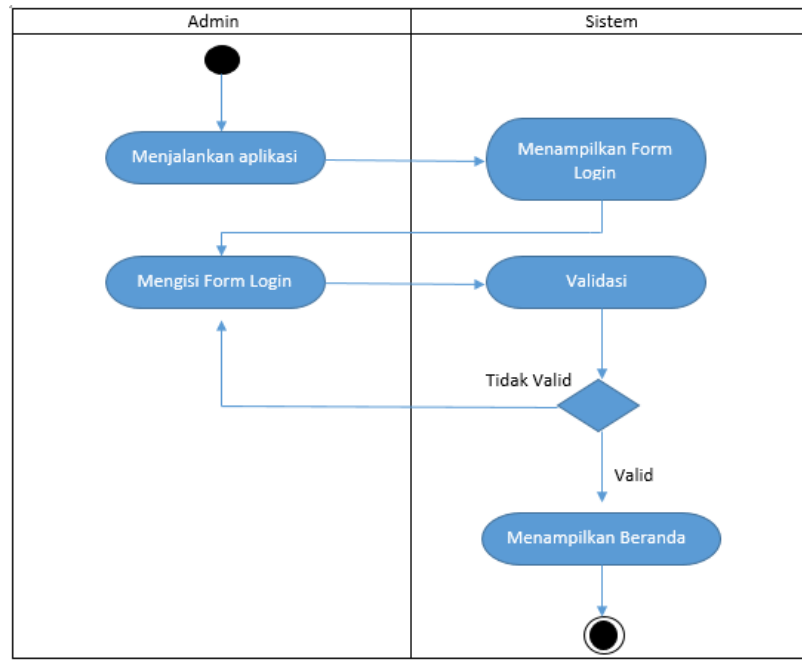 Admin
Sistem
Menjalankan aplikasi
Menampilkan Form
Login
Mengisi Form Login
Validasi
Tidak Valid
Valid
Menampilkan Beranda